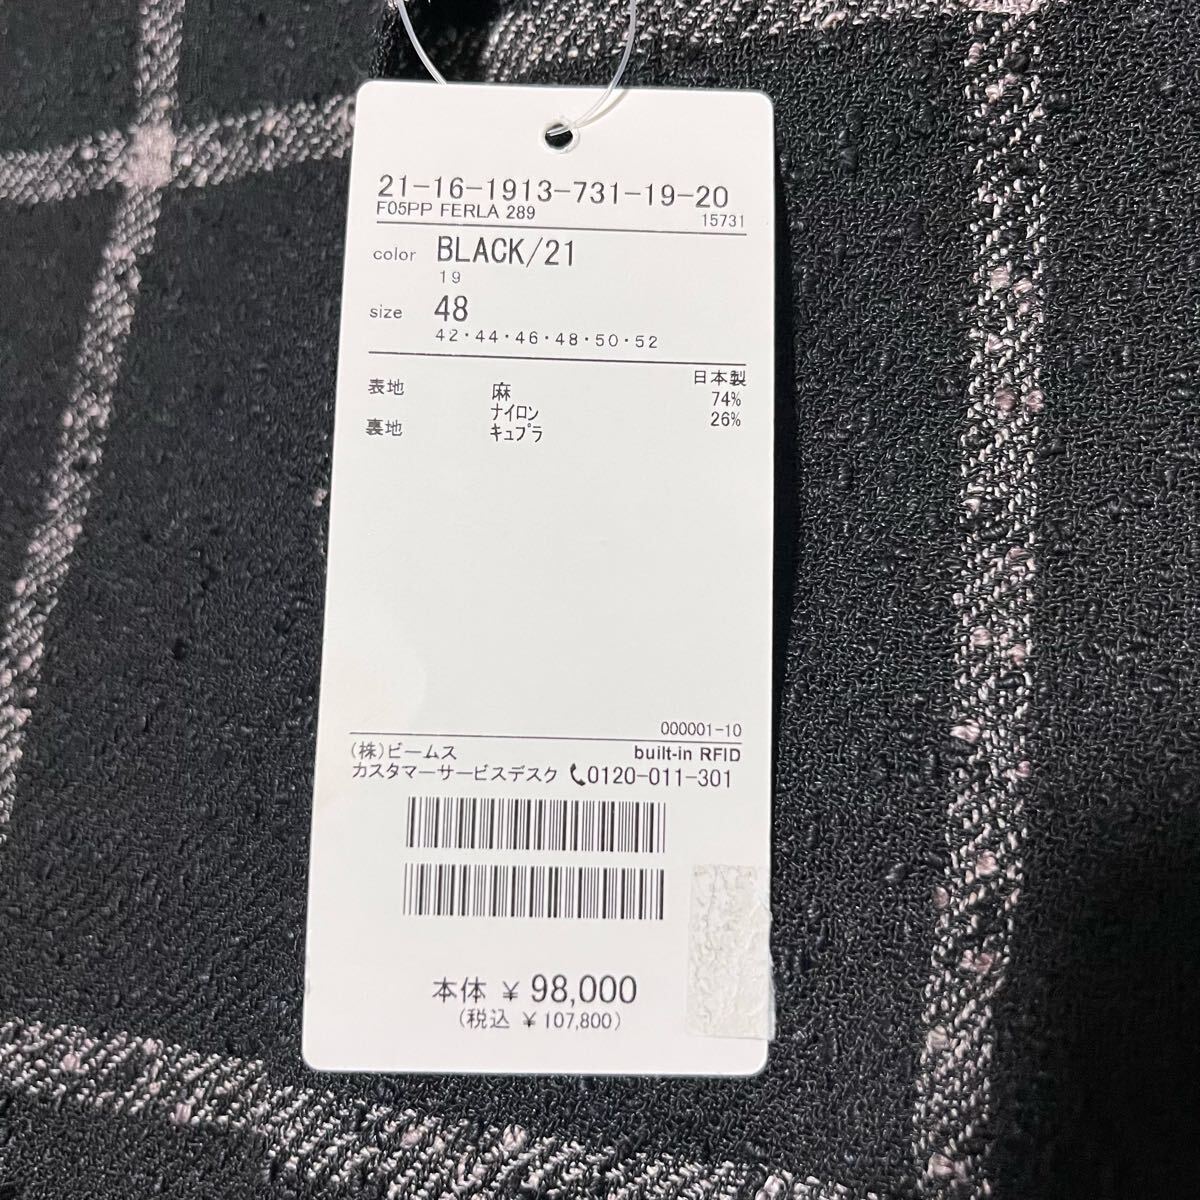 21-16-1913-731-19-20
F05PP FERLA 289 15731
color BLACK/21
19
size 48
42・44・46・48・50・52
日本製
表地 麻 74%
ナイロン 26%
裏地 キュプラ
000001-10
(株)ビームス built-in RFID
カスタマーサービスデスク 0120-011-301
本体 ¥ 98,000
(税込 ¥107,800)